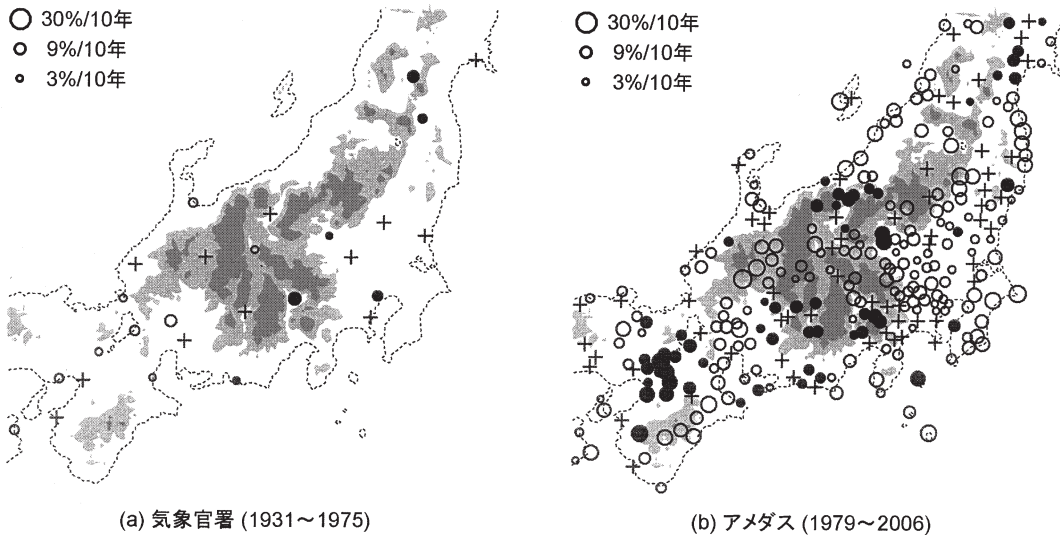 30%/10年
9%/10年
3%/10年
30%/10年
9%/10年
3%/10年
(a) 気象官署 (1931～1975)
(b) アメダス (1979～2006)